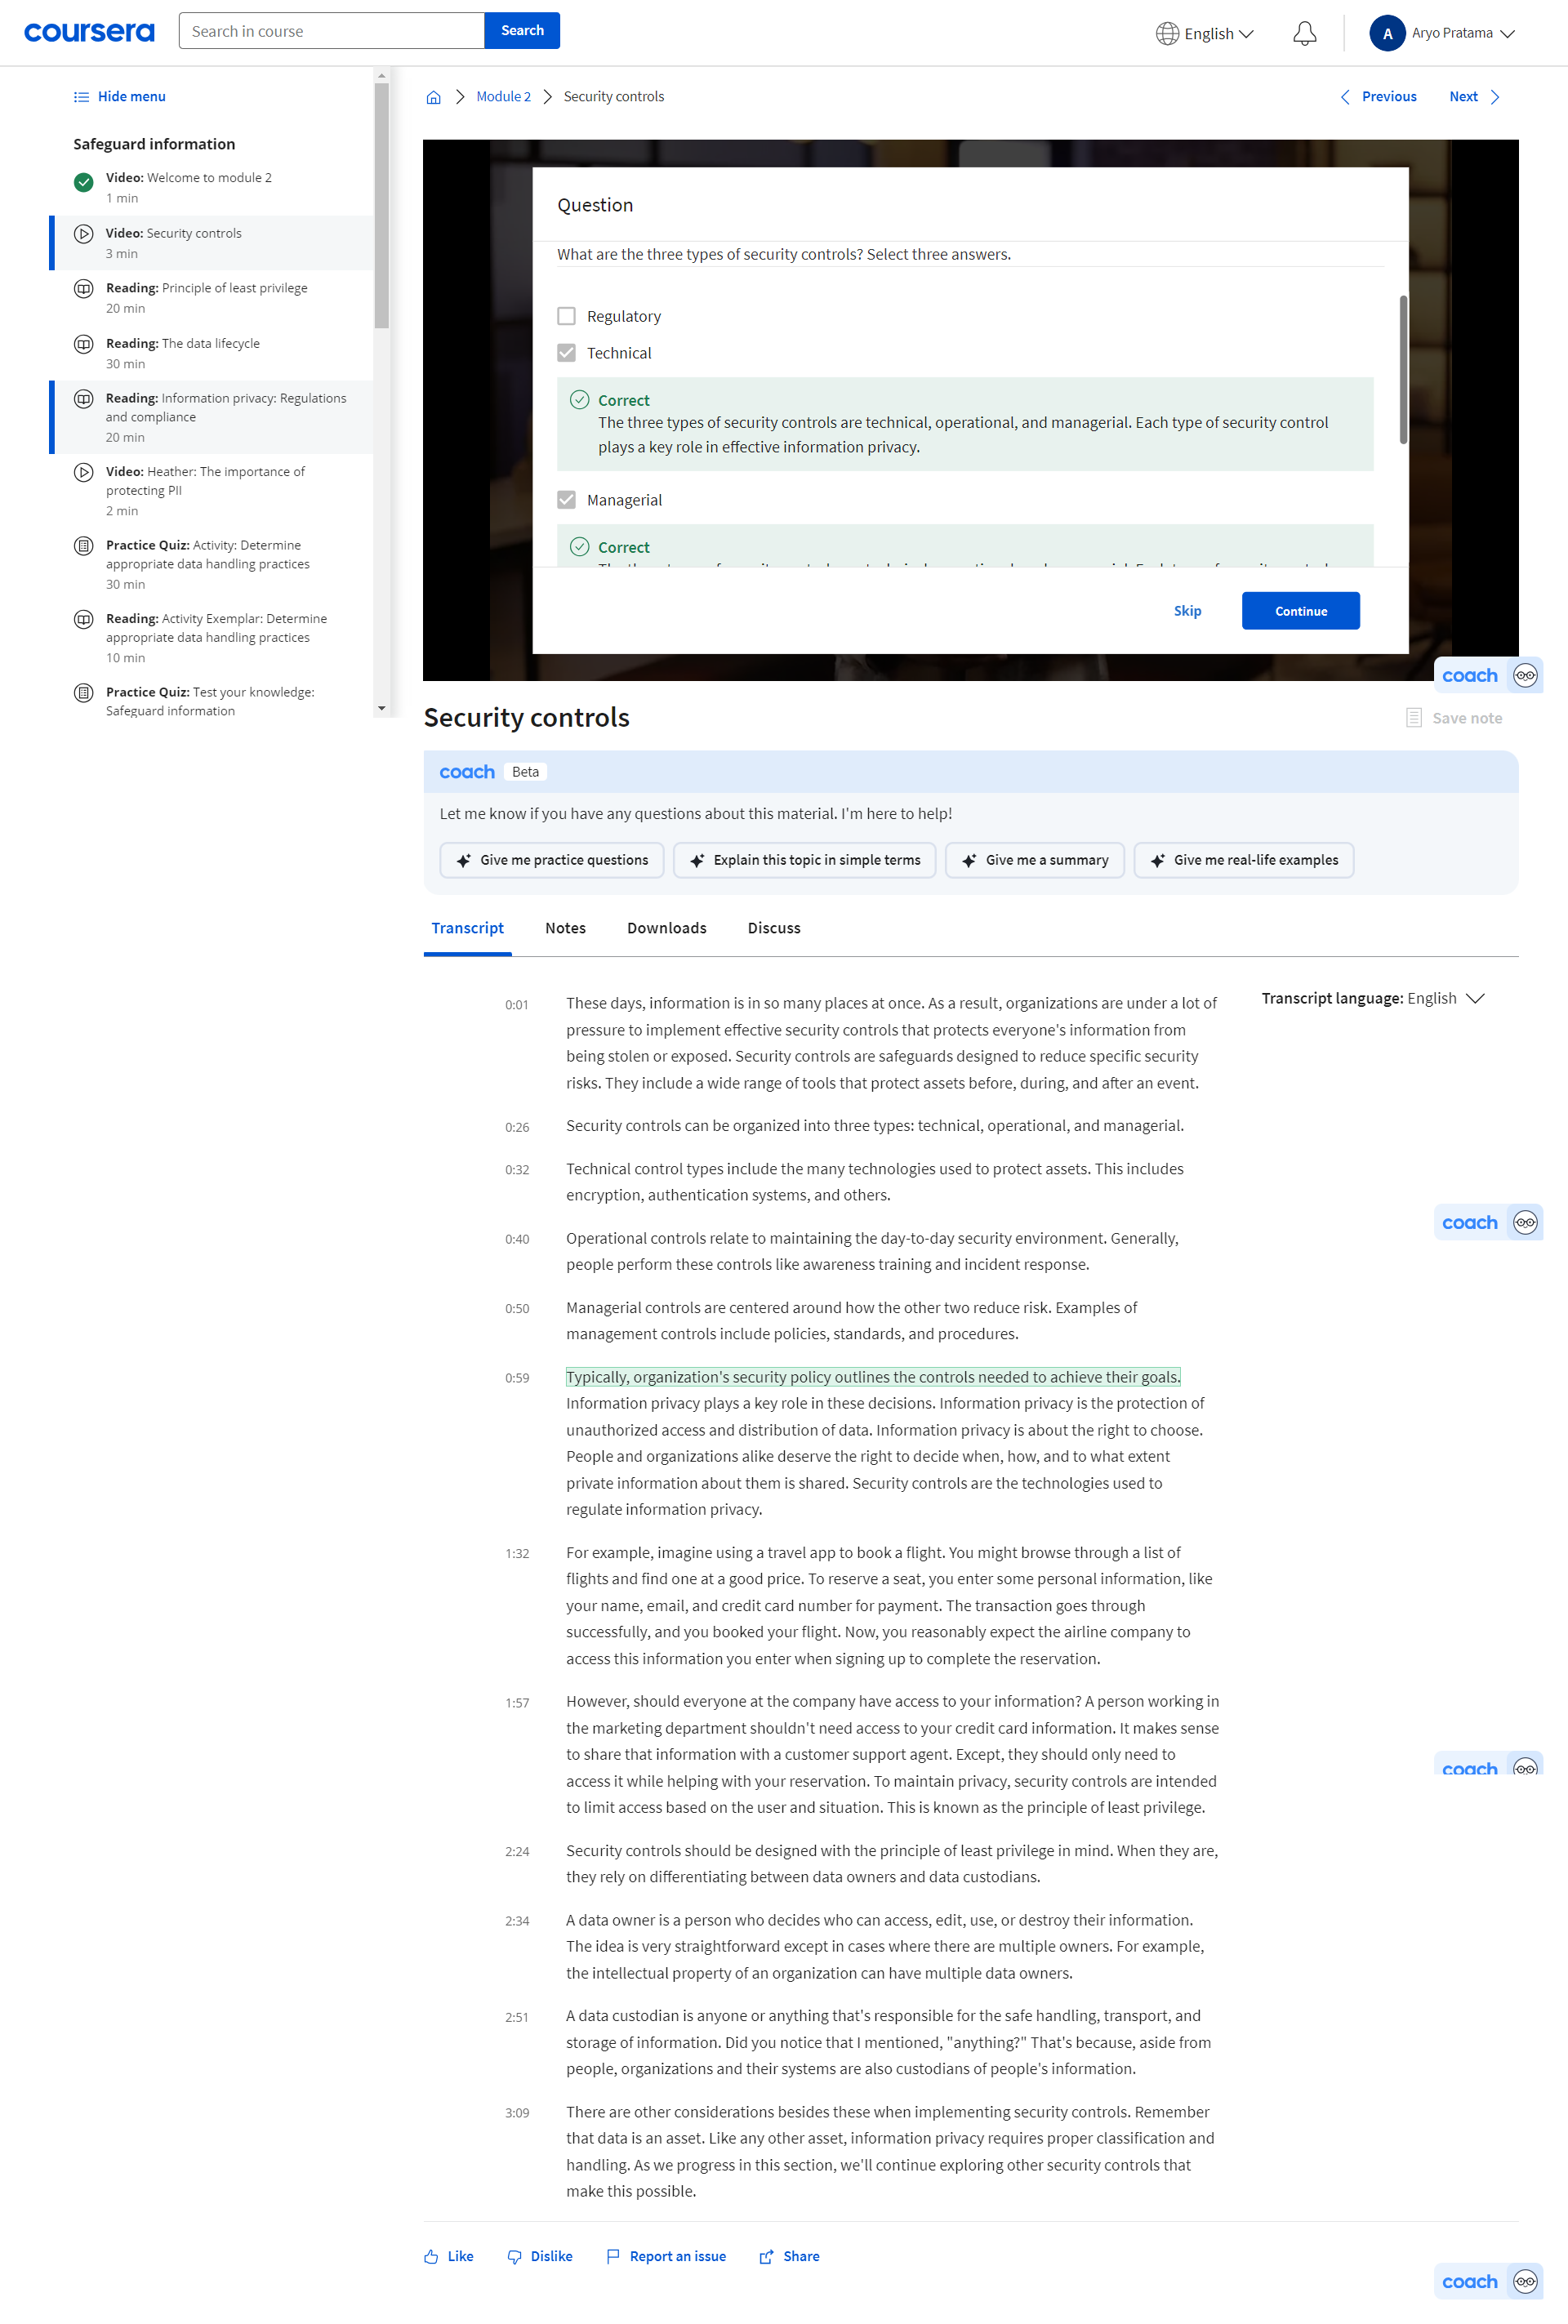 coursera
Search in course
Search
English
A
Aryo Pratama
Hide menu
Safeguard information
Video: Welcome to module 2
1 min
Video: Security controls
3 min
Reading: Principle of least privilege
20 min
Reading: The data lifecycle
30 min
Reading: Information privacy: Regulations
and compliance
20 min
Video: Heather: The importance of
protecting PII
2 min
Practice Quiz: Activity: Determine
appropriate data handling practices
30 min
Reading: Activity Exemplar: Determine
appropriate data handling practices
10 min
Practice Quiz: Test your knowledge:
Safeguard information
Module 2
Security controls
Previous
Next
Question
What are the three types of security controls? Select three answers.
Regulatory
Technical
Correct
The three types of security controls are technical, operational, and managerial. Each type of security control
plays a key role in effective information privacy.
Managerial
Correct
Skip
Continue
coach
Security controls
Save note
coach
Beta
Let me know if you have any questions about this material. I'm here to help!
Give me practice questions
Explain this topic in simple terms
Give me a summary
Give me real-life examples
Transcript
Notes
Downloads
Discuss
Transcript language: English
0:01
These days, information is in so many places at once. As a result, organizations are under a lot of
pressure to implement effective security controls that protects everyone's information from
being stolen or exposed. Security controls are safeguards designed to reduce specific security
risks. They include a wide range of tools that protect assets before, during, and after an event.
0:26
Security controls can be organized into three types: technical, operational, and managerial.
0:32
Technical control types include the many technologies used to protect assets. This includes
encryption, authentication systems, and others.
coach
0:40
Operational controls relate to maintaining the day-to-day security environment. Generally,
people perform these controls like awareness training and incident response.
0:50
Managerial controls are centered around how the other two reduce risk. Examples of
management controls include policies, standards, and procedures.
0:59
Typically, organization's security policy outlines the controls needed to achieve their goals.
Information privacy plays a key role in these decisions. Information privacy is the protection of
unauthorized access and distribution of data. Information privacy is about the right to choose.
People and organizations alike deserve the right to decide when, how, and to what extent
private information about them is shared. Security controls are the technologies used to
regulate information privacy.
1:32
For example, imagine using a travel app to book a flight. You might browse through a list of
flights and find one at a good price. To reserve a seat, you enter some personal information, like
your name, email, and credit card number for payment. The transaction goes through
successfully, and you booked your flight. Now, you reasonably expect the airline company to
access this information you enter when signing up to complete the reservation.
1:57
However, should everyone at the company have access to your information? A person working in
the marketing department shouldn't need access to your credit card information. It makes sense
to share that information with a customer support agent. Except, they should only need to
access it while helping with your reservation. To maintain privacy, security controls are intended
to limit access based on the user and situation. This is known as the principle of least privilege.
coach
2:24
Security controls should be designed with the principle of least privilege in mind. When they are,
they rely on differentiating between data owners and data custodians.
2:34
A data owner is a person who decides who can access, edit, use, or destroy their information.
The idea is very straightforward except in cases where there are multiple owners. For example,
the intellectual property of an organization can have multiple data owners.
2:51
A data custodian is anyone or anything that's responsible for the safe handling, transport, and
storage of information. Did you notice that I mentioned, "anything?" That's because, aside from
people, organizations and their systems are also custodians of people's information.
3:09
There are other considerations besides these when implementing security controls. Remember
that data is an asset. Like any other asset, information privacy requires proper classification and
handling. As we progress in this section, we'll continue exploring other security controls that
make this possible.
Like
Dislike
Report an issue
Share
coach